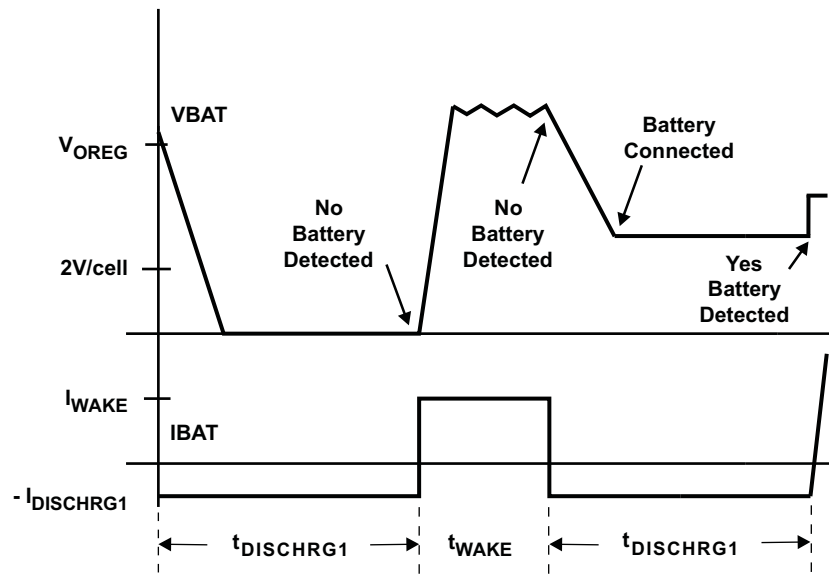 VBAT
VOREG
Battery
Connected
No
Battery
Detected
No
Battery
Detected
2V/cell
Yes
Battery
Detected
IWAKE
IBAT
- IDISCHRG1
tDISCHRG1
tWAKE
tDISCHRG1